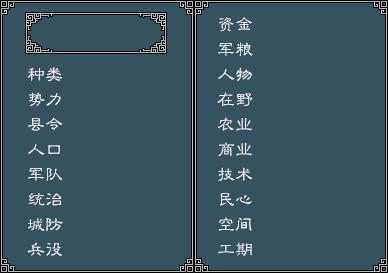 种类
势力
县令
人口
军队
统治
城防
兵役
资金
军粮
人物
在野
农业
商业
技术
民心
空间
工期